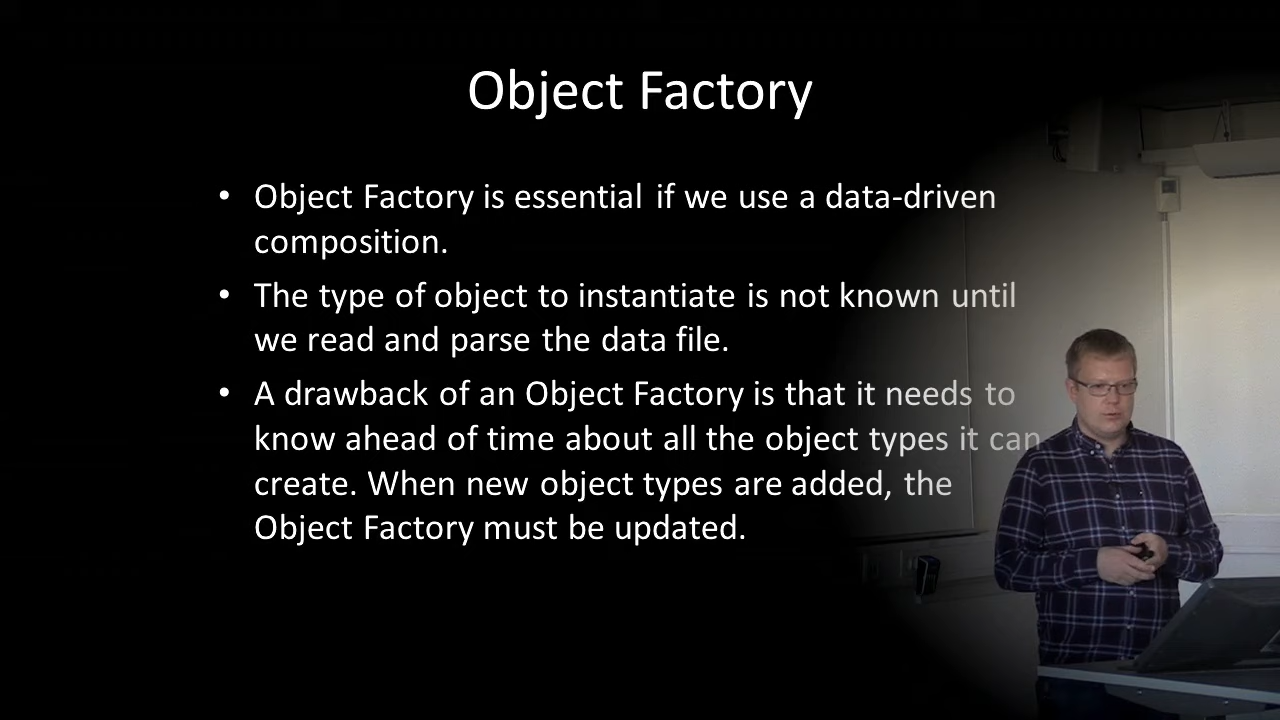 Object Factory
• Object Factory is essential if we use a data-driven
composition.
• The type of object to instantiate is not known until
we read and parse the data file.
• A drawback of an Object Factory is that it needs to
know ahead of time about all the object types it can
create. When new object types are added, the
Object Factory must be updated.